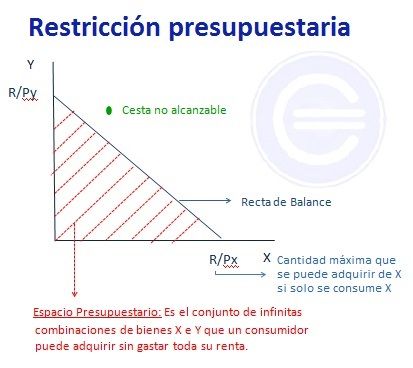 Restricción presupuestaria
Y
R/Py
Cesta no alcanzable
Recta de Balance
R/Px
X
Cantidad máxima que
se puede adquirir de X
si solo se consume X
Espacio Presupuestario: Es el conjunto de infinitas
combinaciones de bienes X e Y que un consumidor
puede adquirir sin gastar toda su renta.